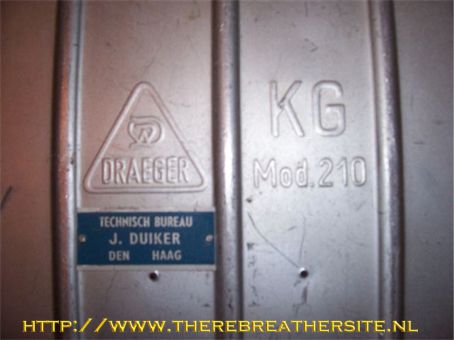 DRAEGER
KG
Mod.210
TECHNISCH BUREAU
J. DUIKER
DEN HAAG
HTTP://WWW.THEREBREATHERSITE.NL